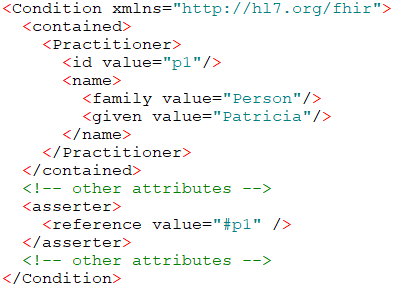 <Condition xmlns="http://hl7.org/fhir">
  <contained>
    <Practitioner>
      <id value="p1"/>
      <name>
        <family value="Person"/>
        <given value="Patricia"/>
      </name>
    </Practitioner>
  </contained>
  <!-- other attributes -->
  <asserter>
    <reference value="#p1" />
  </asserter>
  <!-- other attributes -->
</Condition>